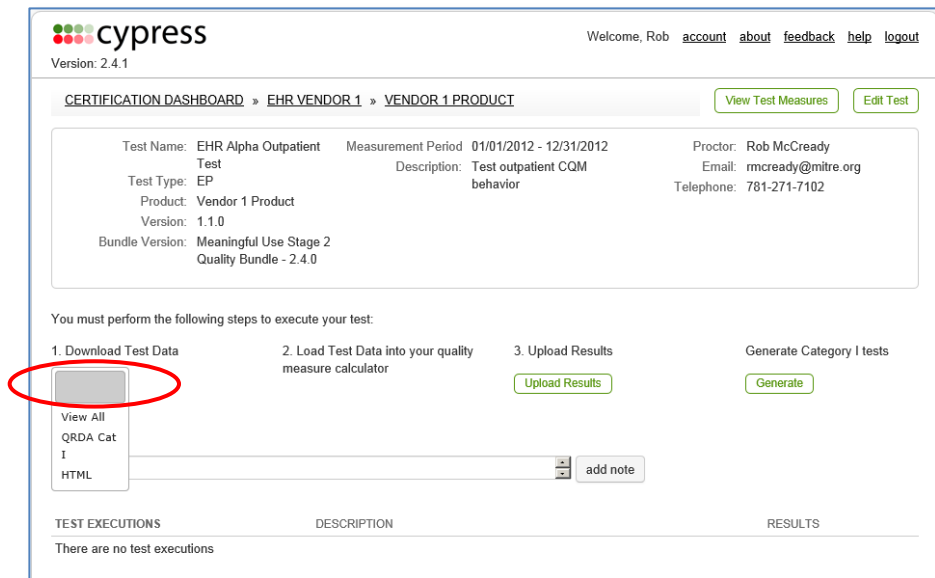 cypress
Welcome, Rob account about feedback help logout
Version: 2.4.1
CERTIFICATION DASHBOARD » EHR VENDOR 1 » VENDOR 1 PRODUCT
View Test Measures
Edit Test
Test Name: EHR Alpha Outpatient
Test
Test Type: EP
Product: Vendor 1 Product
Version: 1.1.0
Bundle Version: Meaningful Use Stage 2
Quality Bundle - 2.4.0
Measurement Period 01/01/2012 - 12/31/2012
Description: Test outpatient CQM
behavior
Proctor: Rob McCready
Email: rmcready@mitre.org
Telephone: 781-271-7102
You must perform the following steps to execute your test:
1. Download Test Data
View All
QRDA Cat
I
HTML
2. Load Test Data into your quality
measure calculator
3. Upload Results
Upload Results
Generate Category I tests
Generate
add note
TEST EXECUTIONS DESCRIPTION RESULTS
There are no test executions